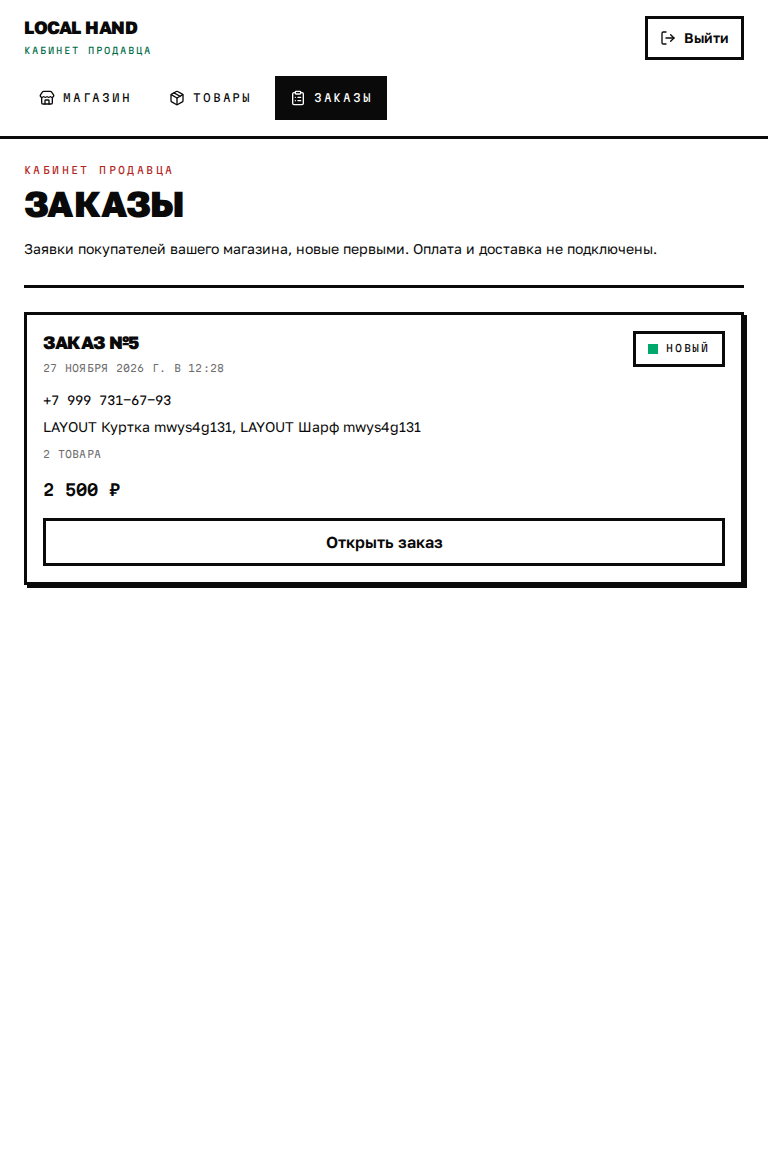 LOCAL HAND
КАБИНЕТ ПРОДАВЦА
Выйти
МАГАЗИН
ТОВАРЫ
ЗАКАЗЫ
КАБИНЕТ ПРОДАВЦА
ЗАКАЗЫ
Заявки покупателей вашего магазина, новые первыми. Оплата и доставка не подключены.
ЗАКАЗ №5
НОВЫЙ
27 НОЯБРЯ 2026 Г. В 12:28
+7 999 731-67-93
LAYOUT Куртка mwys4g131, LAYOUT Шарф mwys4g131
2 ТОВАРА
2 500 ₽
Открыть заказ